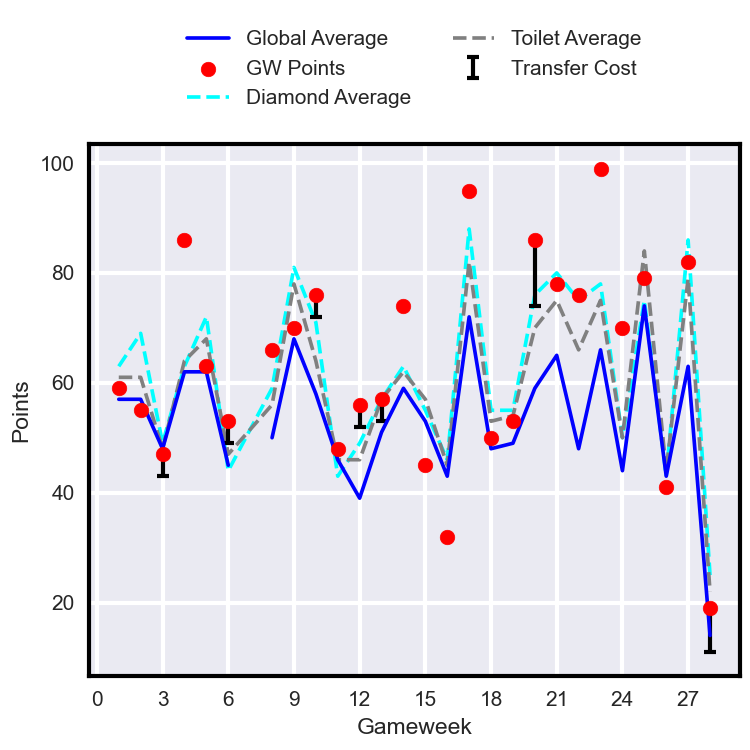 Global Average
GW Points
Diamond Average
Toilet Average
Transfer Cost
100
80
60
40
20
Points
0 3 6 9 12 15 18 21 24 27
Gameweek